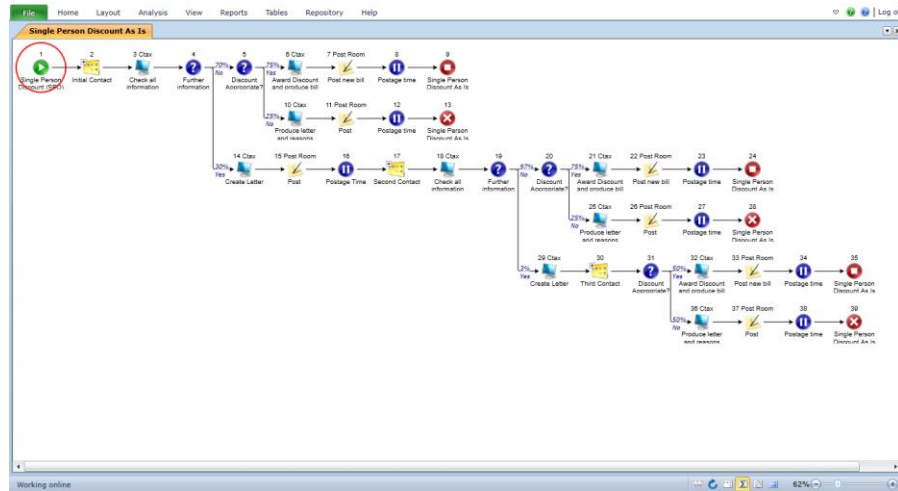 File Home Layout Analysis View Reports Tables Repository Help Log o
Single Person Discount As Is
1 2 3 Ctax 4 70% No 5 75% Yes 6 Ctax 7 Post Room 8 9
Single Person Discount (SPD) Initial Contact Check all information Further information Discount Appropriate? Award Discount and produce bill Post new bill Postage time Single Person Discount As Is
25% No 10 Ctax 11 Post Room 12 13
Produce letter and reasons Post Postage time Single Person Discount As Is
30% Yes 14 Ctax 15 Post Room 16 17 18 Ctax 19 97% No 20 75% Yes 21 Ctax 22 Post Room 23 24
Create Letter Post Postage Time Second Contact Check all information Further information Discount Appropriate? Award Discount and produce bill Post new bill Postage time Single Person Discount As Is
25% No 25 Ctax 26 Post Room 27 28
Produce letter and reasons Post Postage time Single Person Discount As Is
3% Yes 29 Ctax 30 31 50% Yes 32 Ctax 33 Post Room 34 35
Create Letter Third Contact Discount Appropriate? Award Discount and produce bill Post new bill Postage time Single Person Discount As Is
50% No 36 Ctax 37 Post Room 38 39
Produce letter and reasons Post Postage time Single Person Discount As Is
Working online 62%